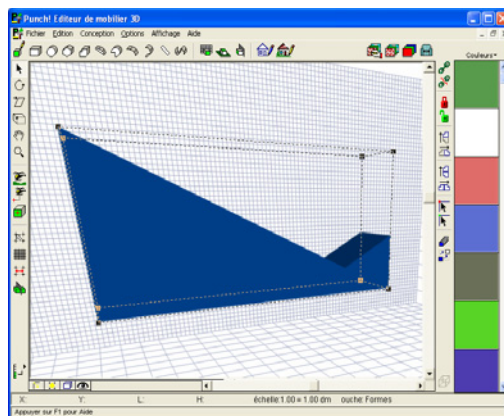 Punch! Editeur de mobilier 3D
Fichier Edition Conception Options Affichage Aide
Couleurs
X: Y: L: H: échelle:1.00 = 1.00 dm ouche: Formes
Appuyer sur F1 pour Aide